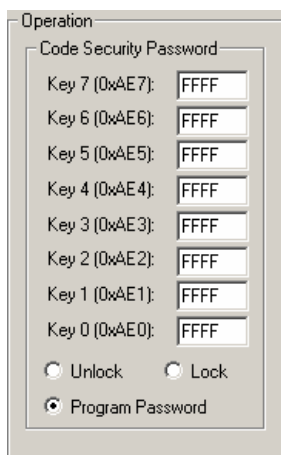 Operation
Code Security Password
Key 7 (0xAE7): FFFF
Key 6 (0xAE6): FFFF
Key 5 (0xAE5): FFFF
Key 4 (0xAE4): FFFF
Key 3 (0xAE3): FFFF
Key 2 (0xAE2): FFFF
Key 1 (0xAE1): FFFF
Key 0 (0xAE0): FFFF
Unlock Lock
Program Password